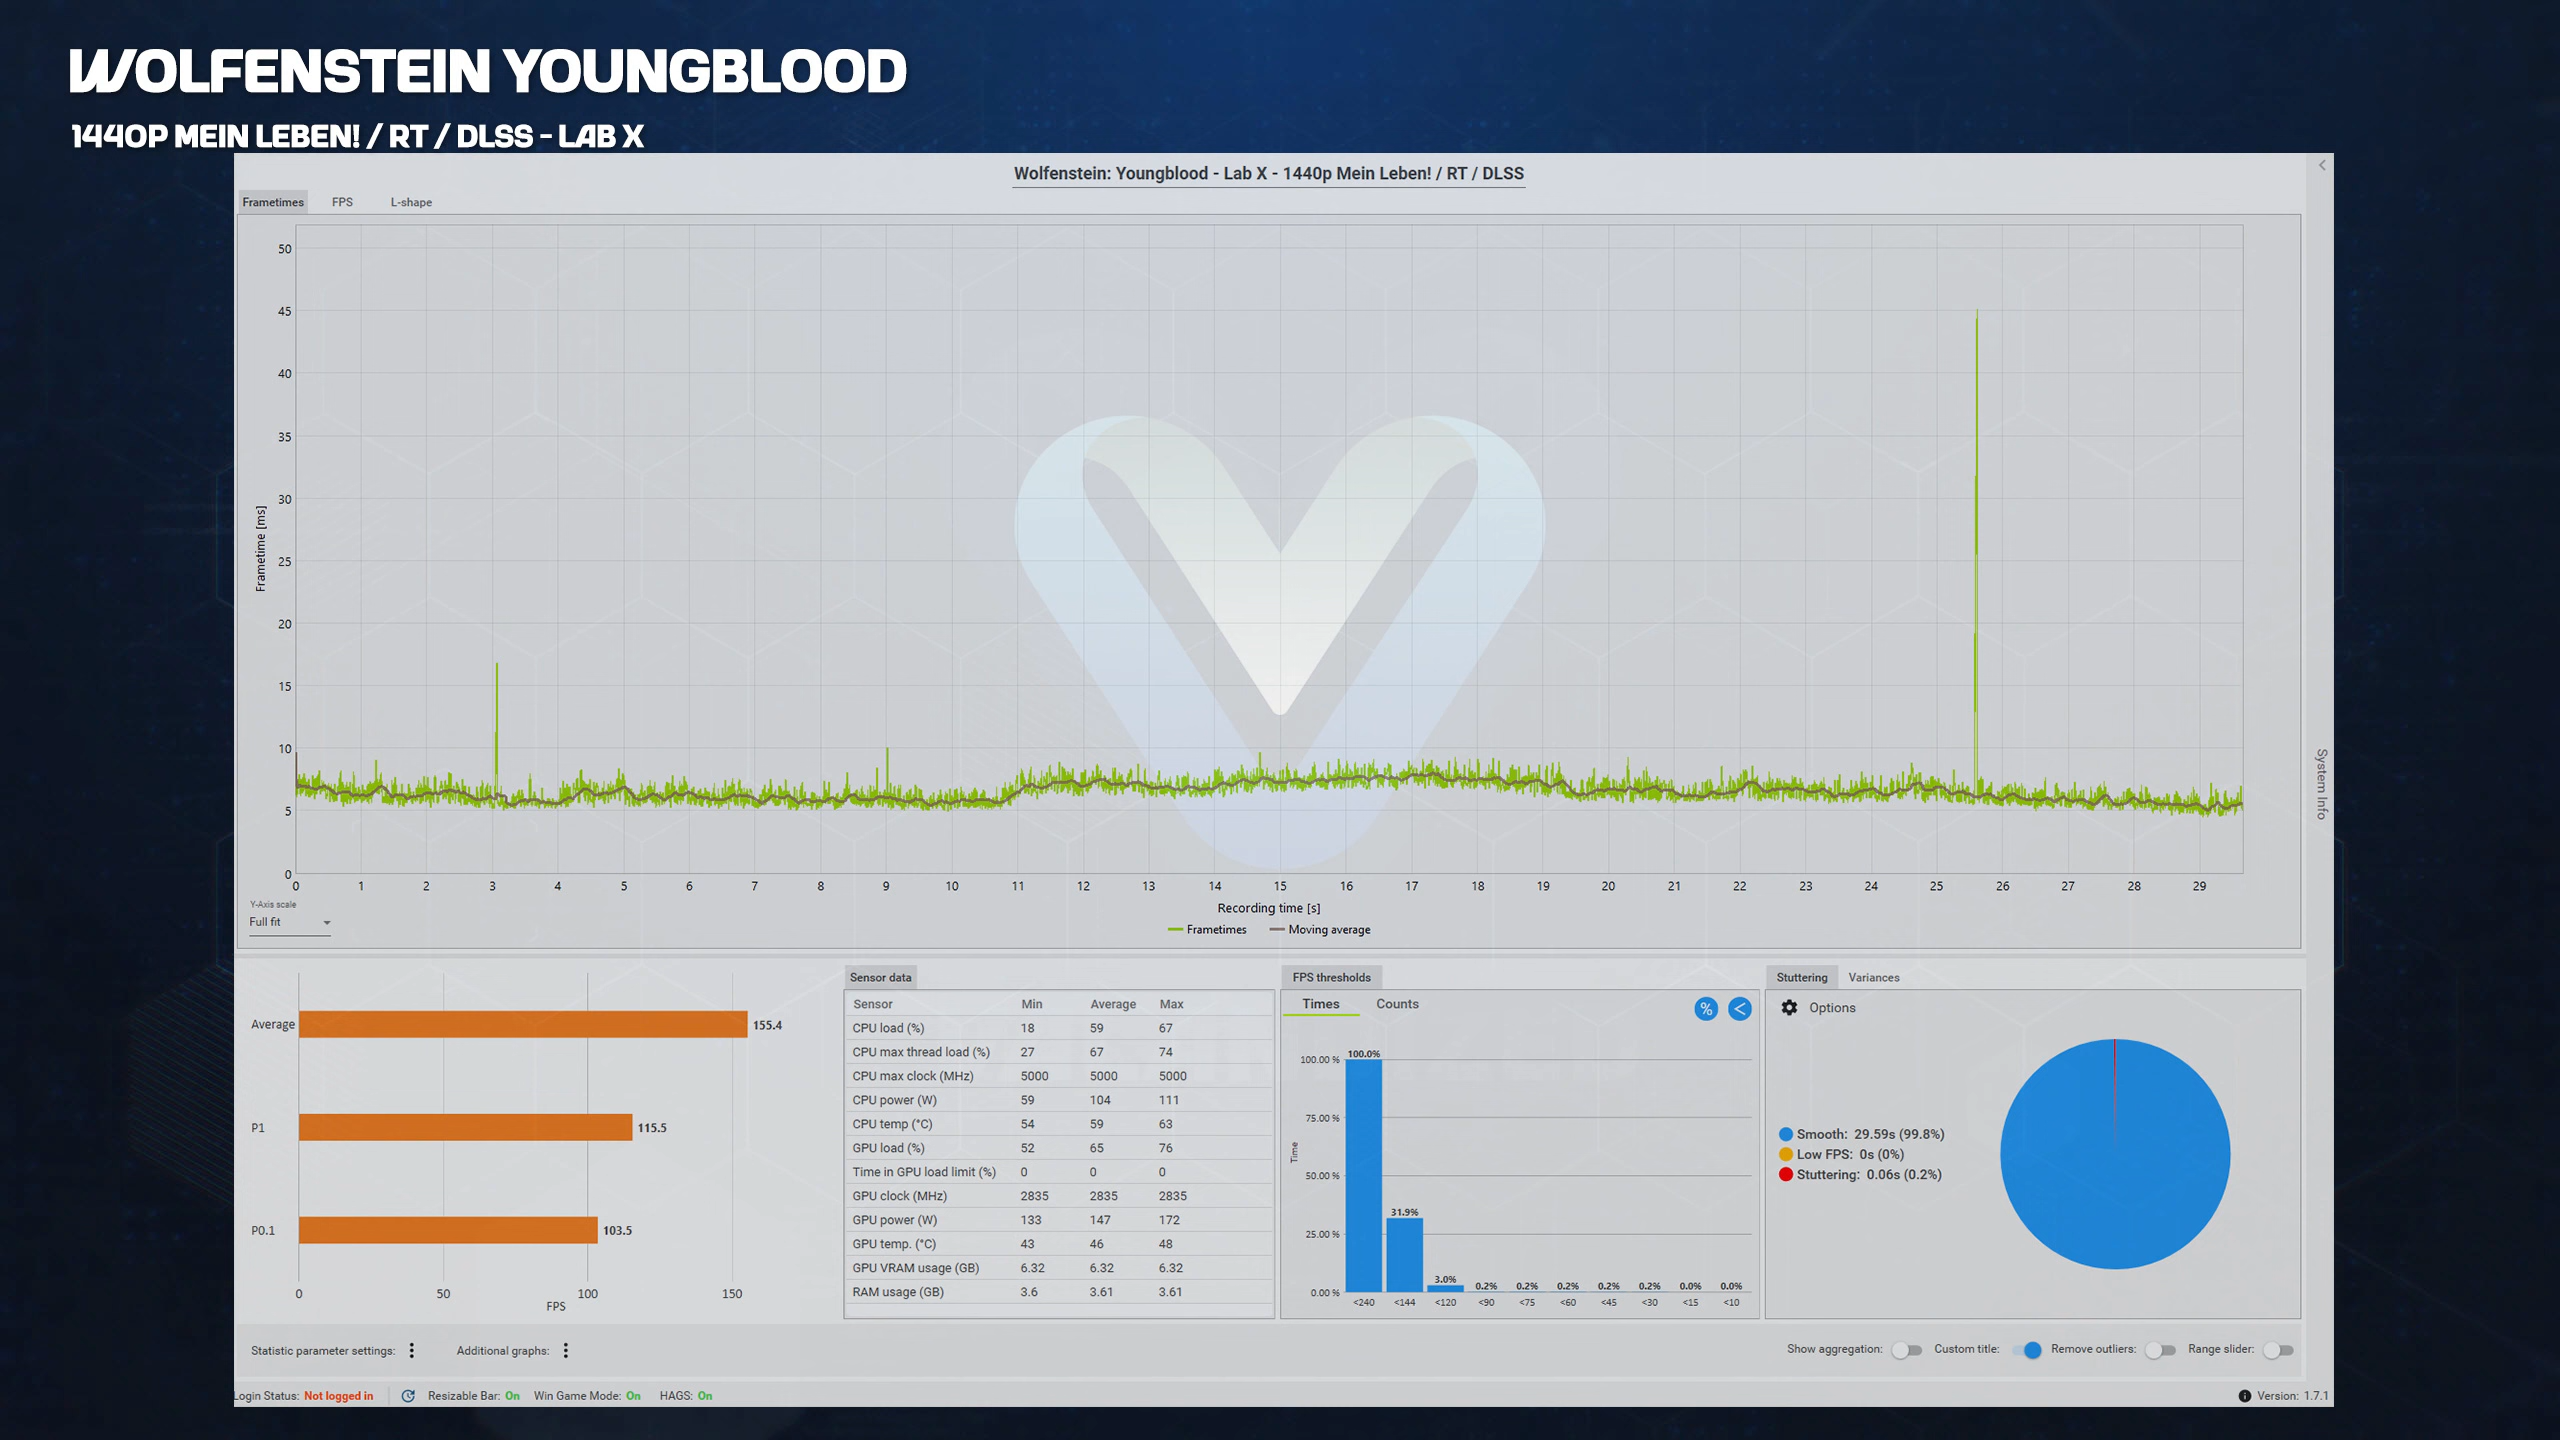 WOLFENSTEIN YOUNGBLOOD
1440P MEIN LEBEN! / RT / DLSS - LAB X
Wolfenstein: Youngblood - Lab X - 1440p Mein Leben! / RT / DLSS
Frametimes FPS L-shape
50
45
40
35
30
25
20
15
10
5
0
Frametime [ms]
0 1 2 3 4 5 6 7 8 9 10 11 12 13 14 15 16 17 18 19 20 21 22 23 24 25 26 27 28 29
Recording time [s]
Frametimes Moving average
Y-Axis scale
Full fit
System Info
Average 155.4
P1 115.5
P0.1 103.5
0 50 100 150
FPS
Sensor data
Sensor Min Average Max
CPU load (%) 18 59 67
CPU max thread load (%) 27 67 74
CPU max clock (MHz) 5000 5000 5000
CPU power (W) 59 104 111
CPU temp (°C) 54 59 63
GPU load (%) 52 65 76
Time in GPU load limit (%) 0 0 0
GPU clock (MHz) 2835 2835 2835
GPU power (W) 133 147 172
GPU temp. (°C) 43 46 48
GPU VRAM usage (GB) 6.32 6.32 6.32
RAM usage (GB) 3.6 3.61 3.61
FPS thresholds
Times Counts
%
<
100.00 %
75.00 %
50.00 %
25.00 %
0.00 %
Time
100.0% 31.9% 3.0% 0.2% 0.2% 0.2% 0.2% 0.2% 0.0% 0.0%
<240 <144 <120 <90 <75 <60 <45 <30 <15 <10
Stuttering Variances
Options
Smooth: 29.59s (99.8%)
Low FPS: 0s (0%)
Stuttering: 0.06s (0.2%)
Statistic parameter settings: Additional graphs:
Show aggregation: Custom title: Remove outliers: Range slider:
Login Status: Not logged in Resizable Bar: On Win Game Mode: On HAGS: On
Version: 1.7.1